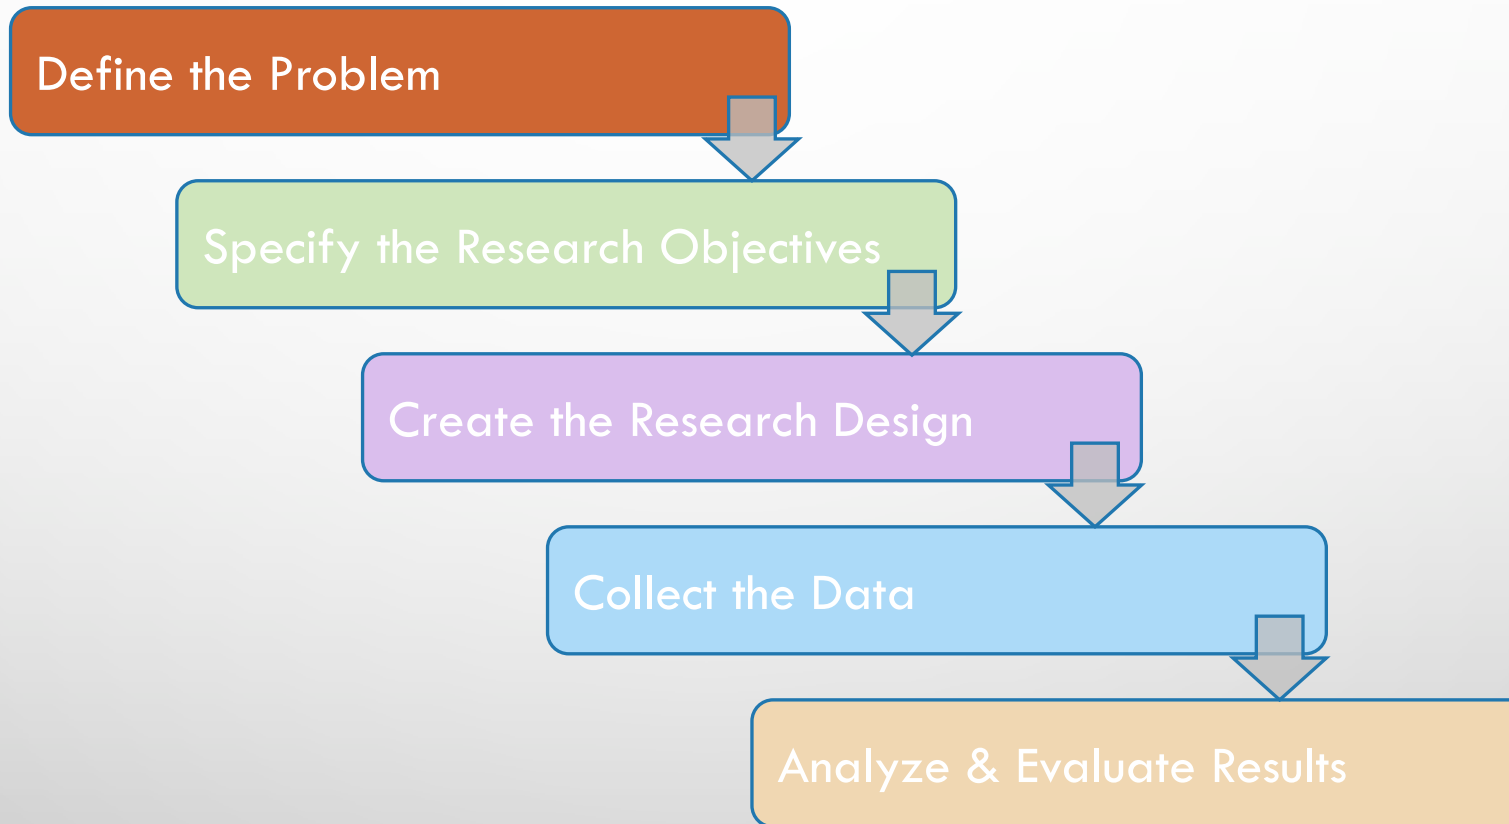 Define the Problem
Specify the Research Objectives
Create the Research Design
Collect the Data
Analyze & Evaluate Results